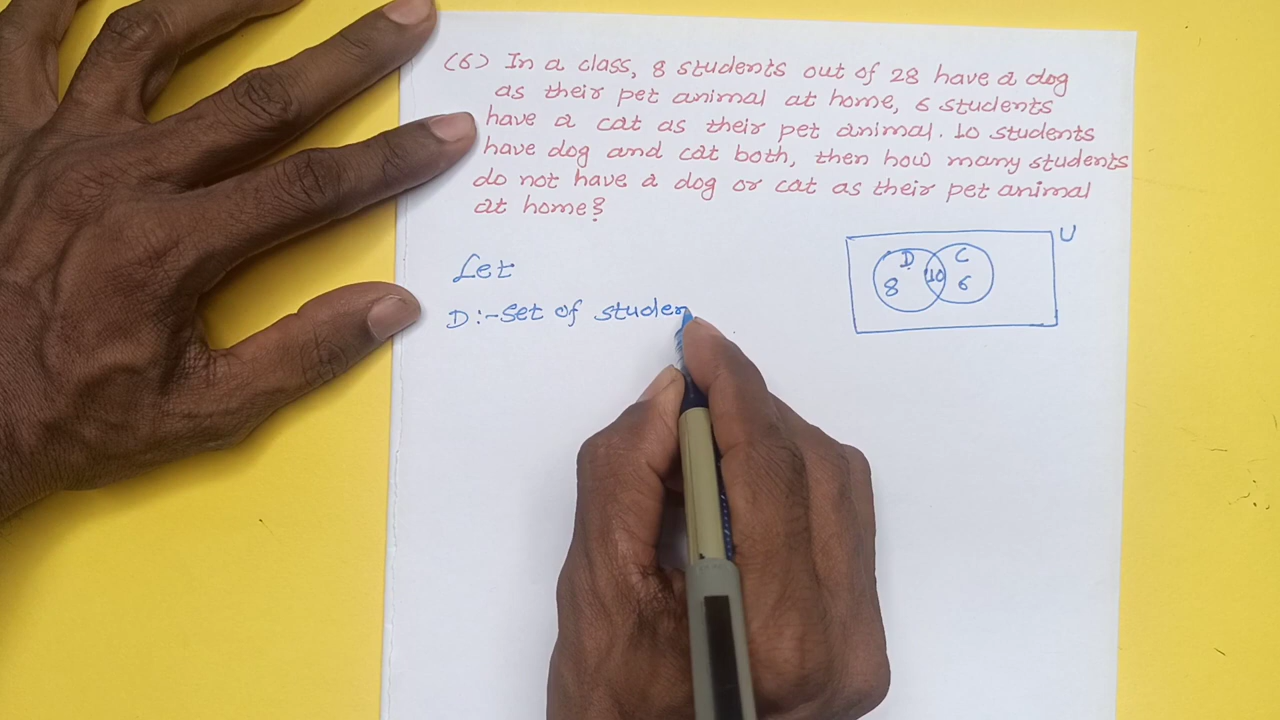 (6) In a class, 8 students out of 28 have a dog
as their pet animal at home, 6 students
have a cat as their pet animal. 10 students
have dog and cat both, then how many students
do not have a dog or cat as their pet animal
at home?
U
D C
8 10 6
Let
D:- Set of studen